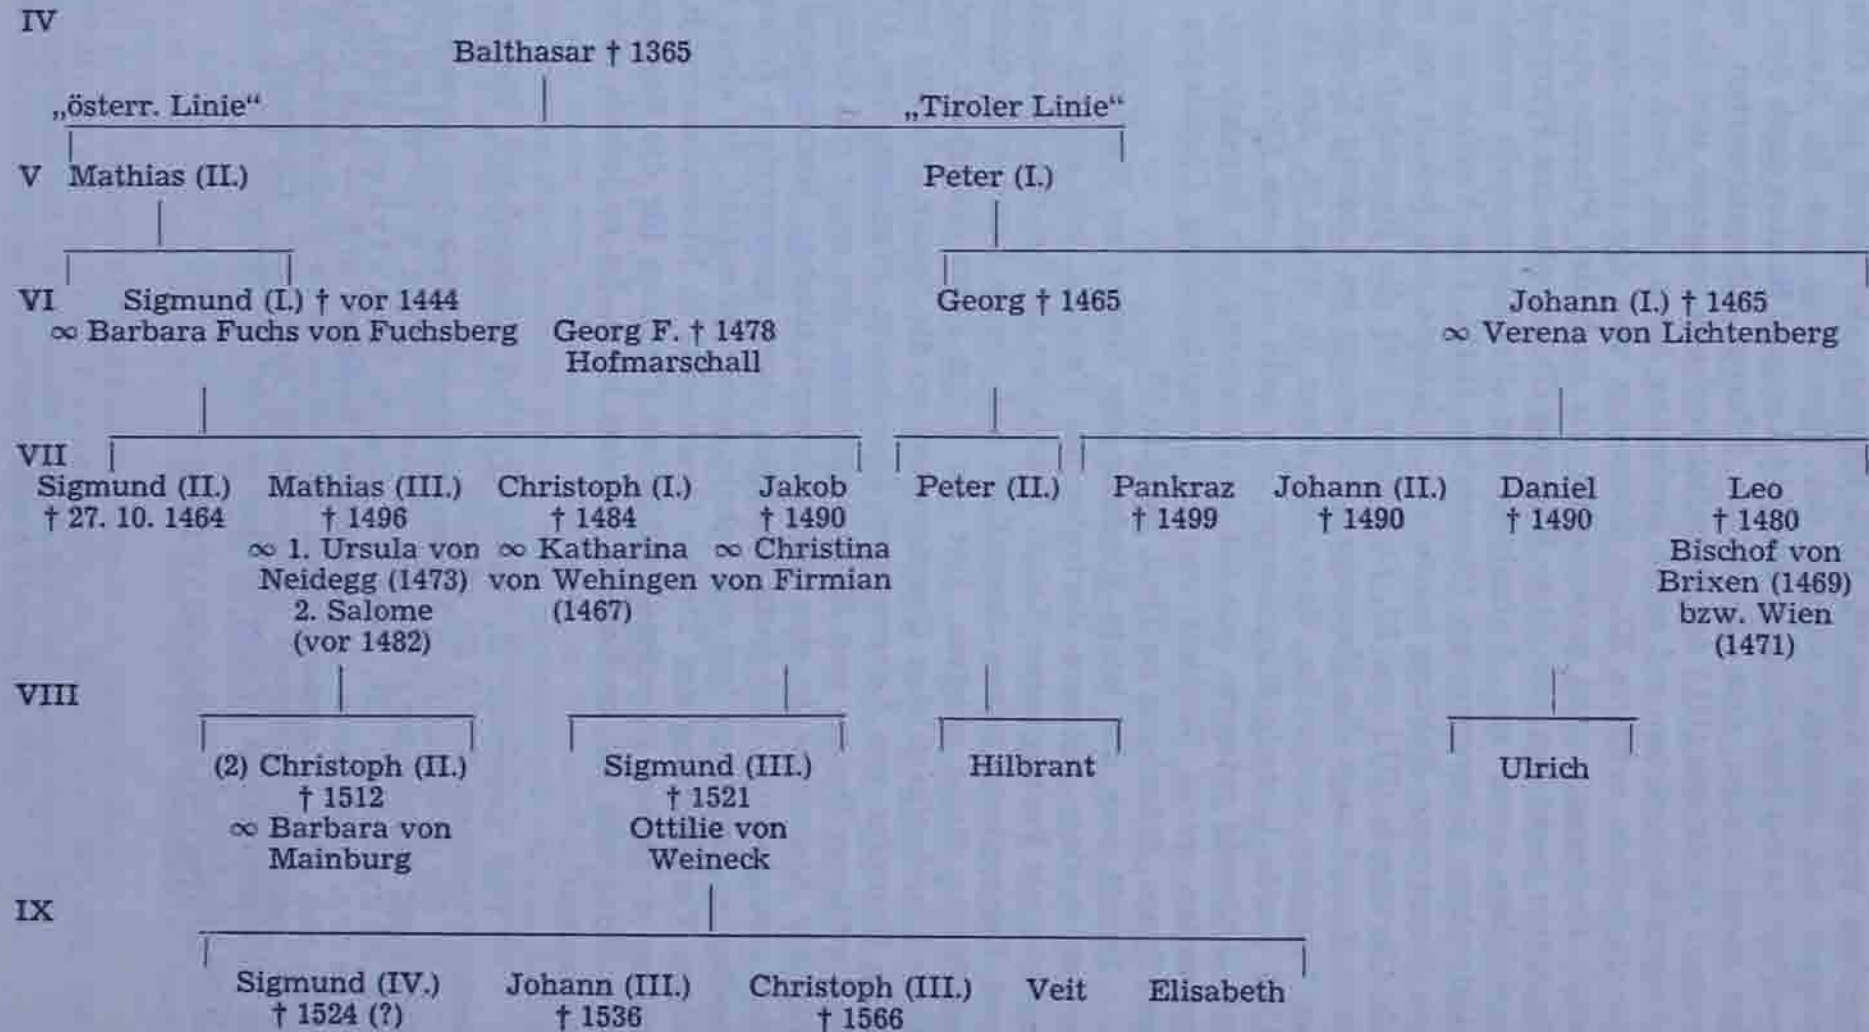 IV
Balthasar † 1365
„österr. Linie“ „Tiroler Linie“
V Mathias (II.) Peter (I.)
VI Sigmund (I.) † vor 1444 Georg † 1465 Johann (I.) † 1465
∞ Barbara Fuchs von Fuchsberg Georg F. † 1478 ∞ Verena von Lichtenberg
Hofmarschall
VII
Sigmund (II.) Mathias (III.) Christoph (I.) Jakob Peter (II.) Pankraz Johann (II.) Daniel Leo
† 27. 10. 1464 † 1496 † 1484 † 1490 † 1499 † 1490 † 1490 † 1480
∞ 1. Ursula von ∞ Katharina ∞ Christina Bischof von
Neidegg (1473) von Wehingen von Firmian Brixen (1469)
2. Salome (1467) bzw. Wien
(vor 1482) (1471)
VIII
(2) Christoph (II.) Sigmund (III.) Hilbrant Ulrich
† 1512 † 1521
∞ Barbara von Ottilie von
Mainburg Weineck
IX
Sigmund (IV.) Johann (III.) Christoph (III.) Veit Elisabeth
† 1524 (?) † 1536 † 1566